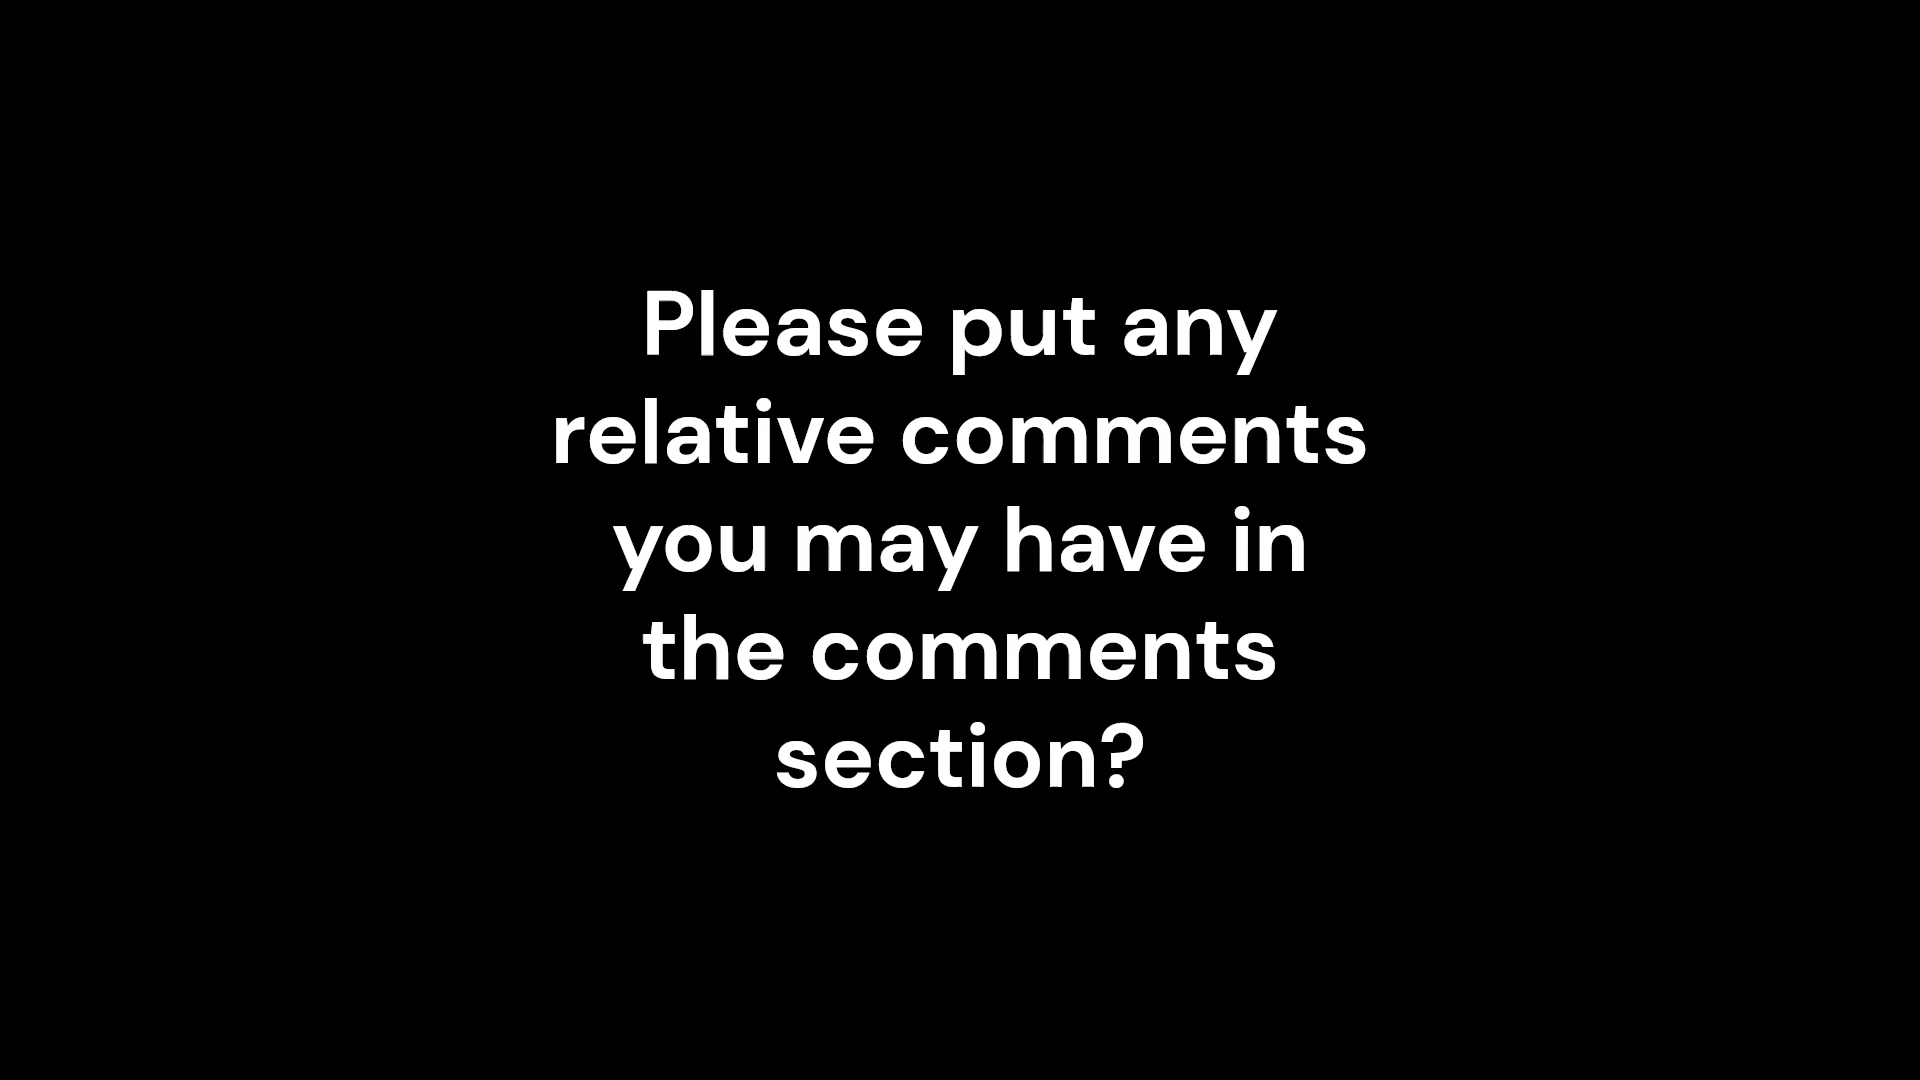 Please put any
relative comments
you may have in
the comments
section?